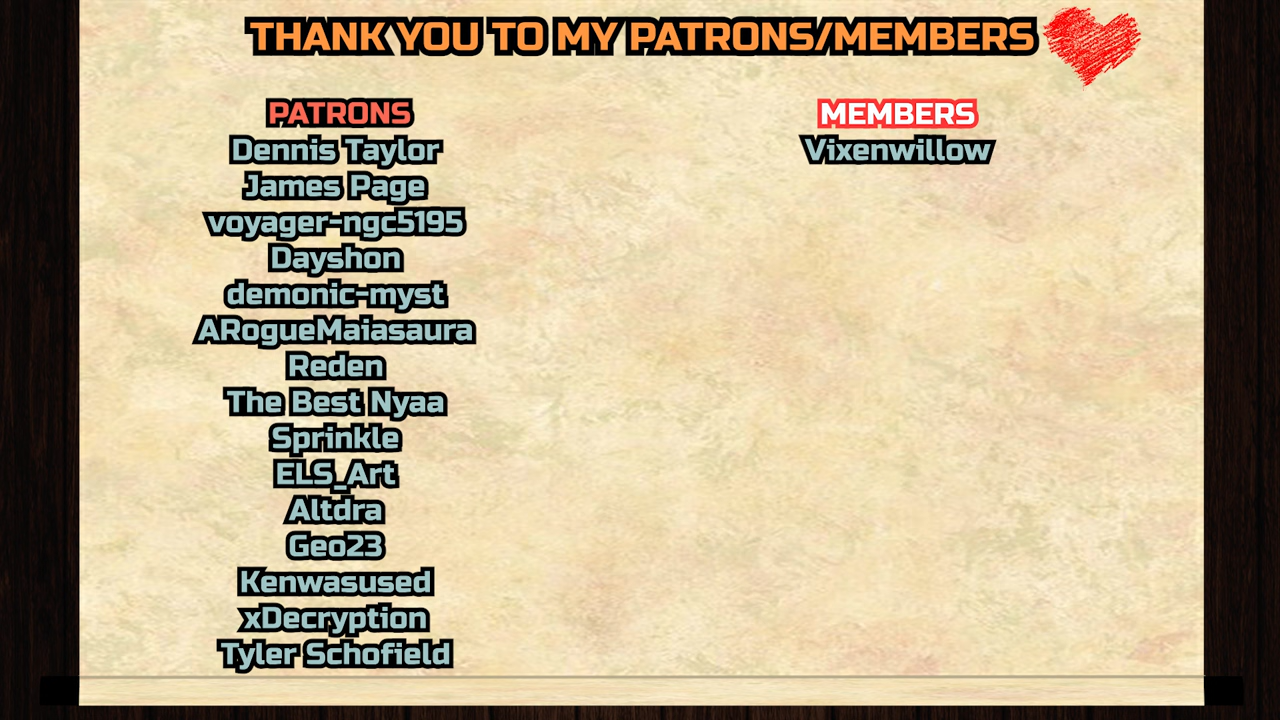 THANK YOU TO MY PATRONS/MEMBERS
PATRONS
Dennis Taylor
James Page
voyager-ngc5195
Dayshon
demonic-myst
ARogueMaiasaura
Reden
The Best Nyaa
Sprinkle
ELS_Art
Altdra
Geo23
Kenwasused
xDecryption
Tyler Schofield
MEMBERS
Vixenwillow